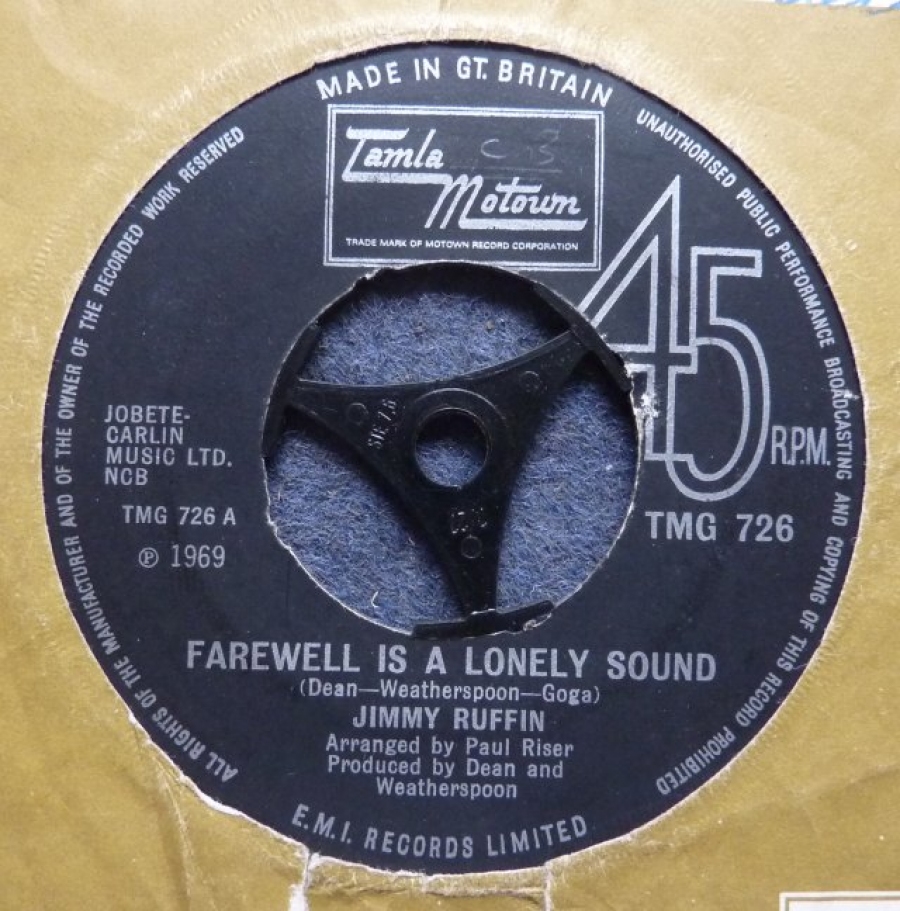 MADE IN GT. BRITAIN
UNAUTHORISED PUBLIC PERFORMANCE BROADCASTING AND COPYING OF THIS RECORD PROHIBITED
ALL RIGHTS OF THE MANUFACTURER AND OF THE OWNER OF THE RECORDED WORK RESERVED
Tamla
Motown
TRADE MARK OF MOTOWN RECORD CORPORATION
45
R.P.M.
JOBETE-
CARLIN
MUSIC LTD.
NCB
TMG 726 A
℗ 1969
TMG 726
FAREWELL IS A LONELY SOUND
(Dean—Weatherspoon—Goga)
JIMMY RUFFIN
Arranged by Paul Riser
Produced by Dean and
Weatherspoon
E.M.I. RECORDS LIMITED